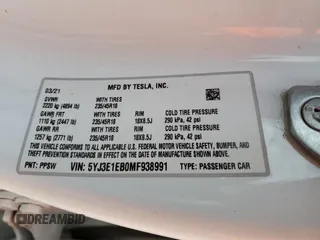 MFD BY TESLA, INC.
03/21
GVWR WITH TIRES
2220 kg (4894 lb) 235/45R18
GAWR FRT WITH TIRES RIM COLD TIRE PRESSURE
1110 kg (2447 lb) 235/45R18 18X8.5J 290 kPa, 42 psi
GAWR RR WITH TIRES RIM COLD TIRE PRESSURE
1257 kg (2771 lb) 235/45R18 18X8.5J 290 kPa, 42 psi
THIS VEHICLE CONFORMS TO ALL APPLICABLE U.S. FEDERAL MOTOR VEHICLE SAFETY, BUMPER, AND
THEFT PREVENTION STANDARDS IN EFFECT ON THE DATE OF MANUFACTURE SHOWN ABOVE.
PNT: PPSW VIN: 5YJ3E1EB0MF938991 TYPE: PASSENGER CAR
DREAMBID